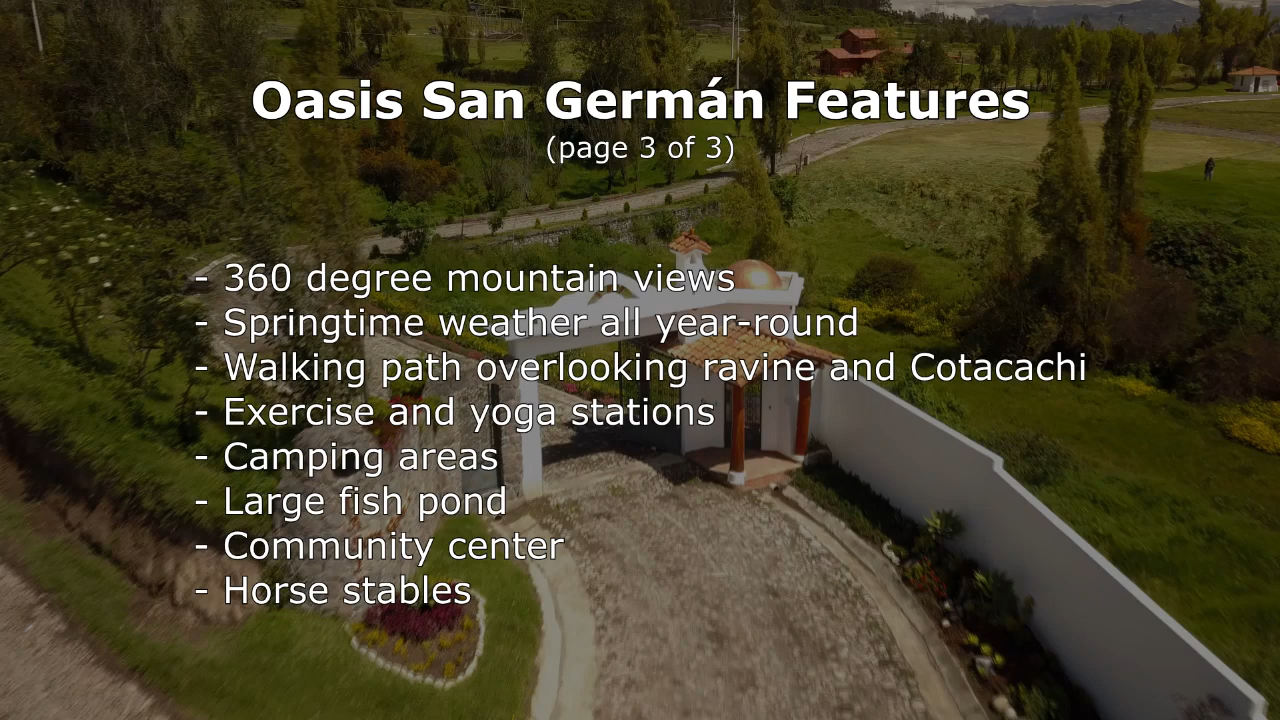 Oasis San Germán Features
(page 3 of 3)
- 360 degree mountain views
- Springtime weather all year-round
- Walking path overlooking ravine and Cotacachi
- Exercise and yoga stations
- Camping areas
- Large fish pond
- Community center
- Horse stables